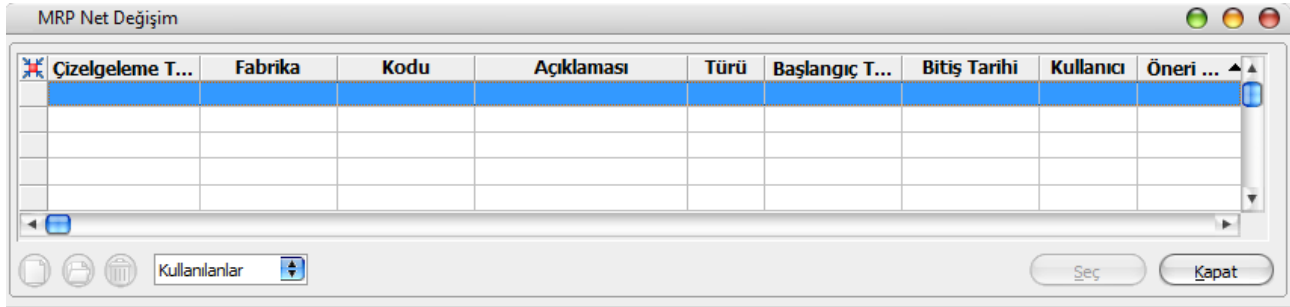 MRP Net Değişim
Çizelgeleme T... Fabrika Kodu Açıklaması Türü Başlangıç T... Bitiş Tarihi Kullanıcı Öneri ...
Kullanılanlar Seç Kapat